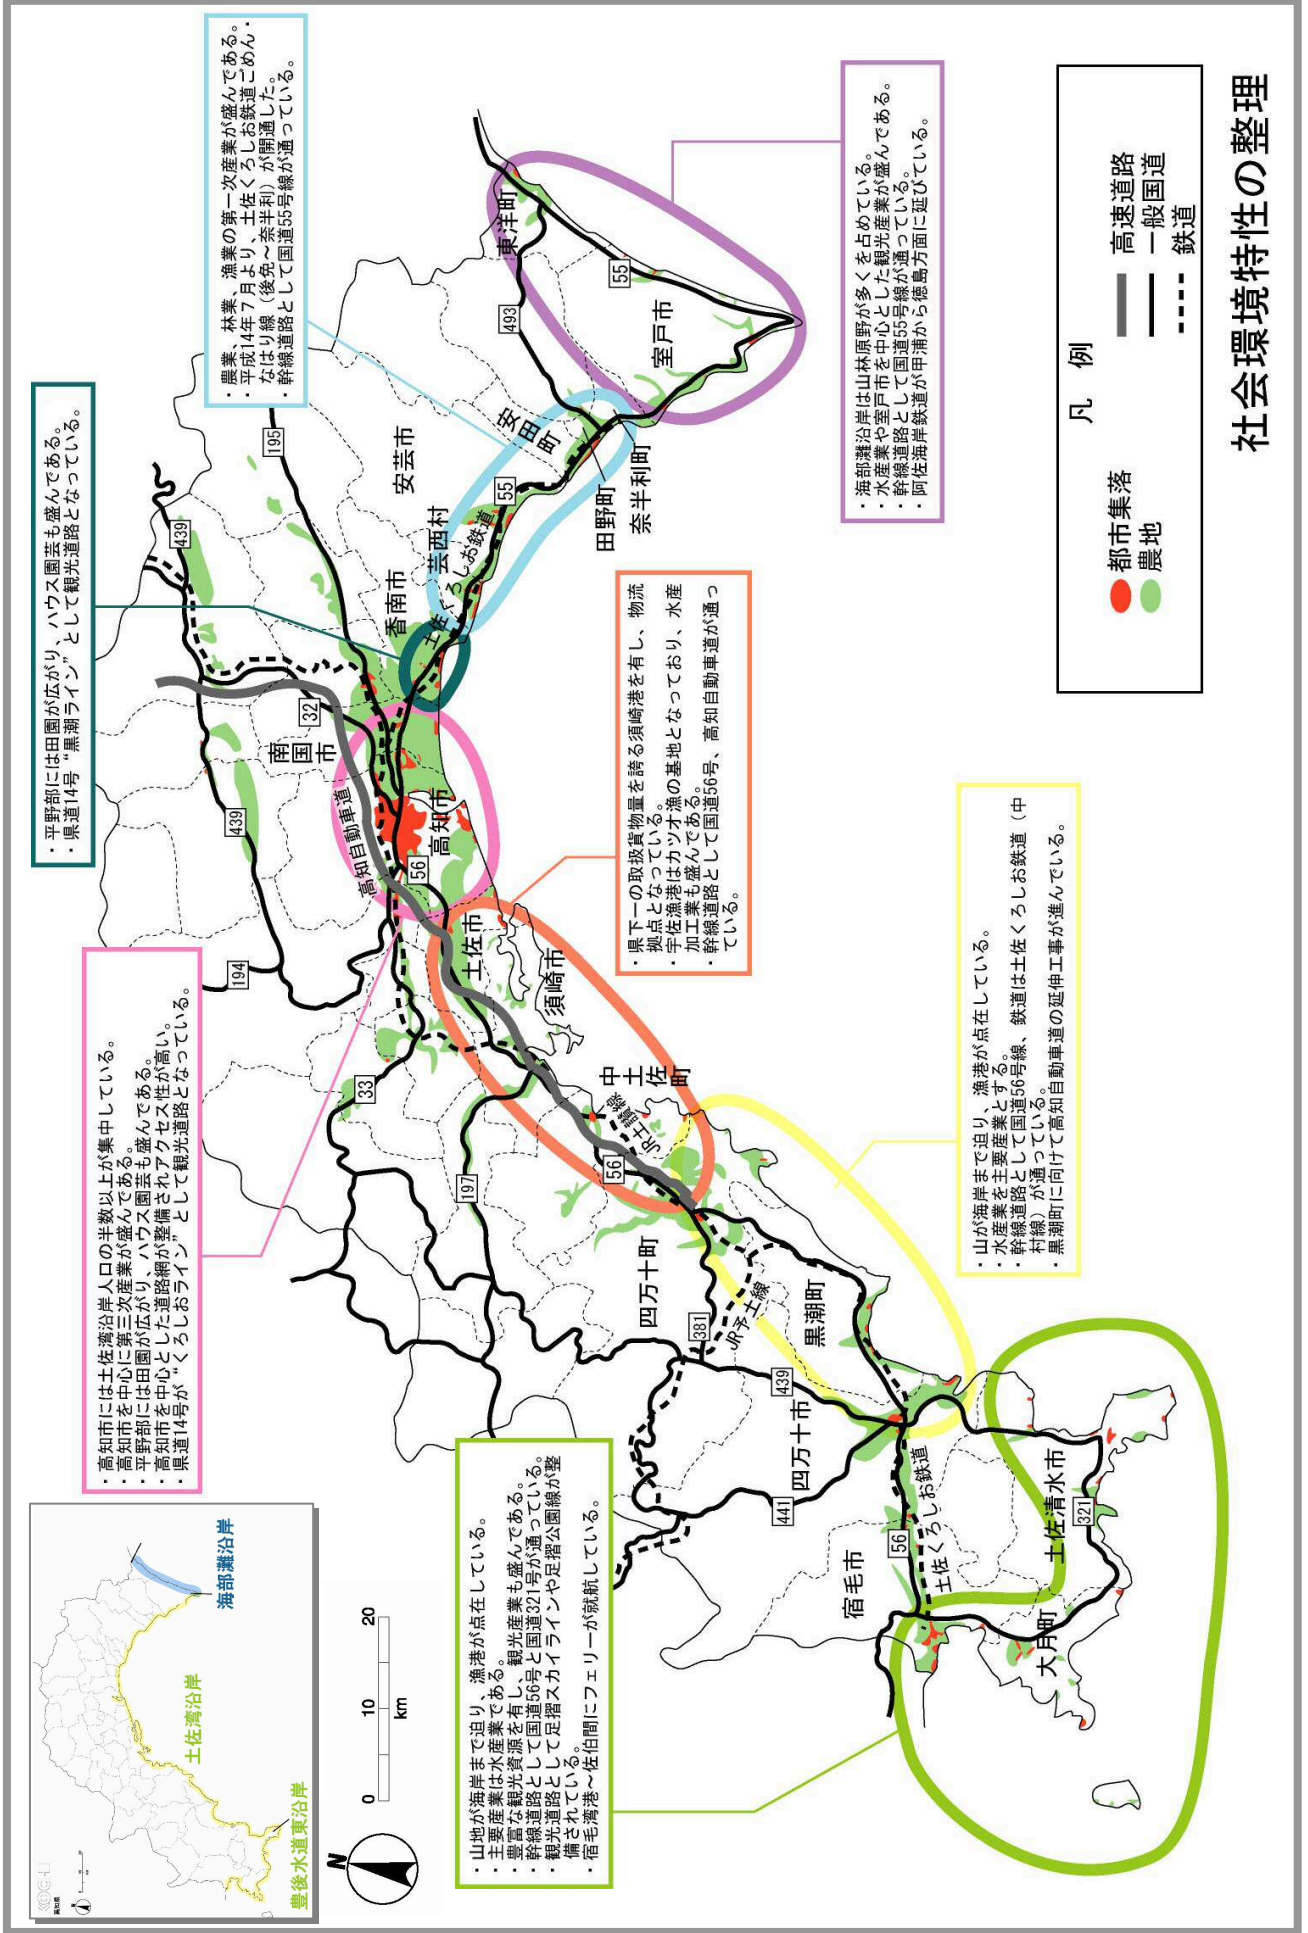 社会環境特性の整理
・高知市には土佐湾沿岸人口の半数以上が集中している。
・高知市を中心に第三次産業が盛んである。
・平野部には田園が広がり、ハウス園芸も盛んである。
・高知市を中心とした道路網が整備されアクセス性が高い。
・県道14号が“くろしおライン”として観光道路となっている。
・平野部には田園が広がり、ハウス園芸も盛んである。
・県道14号“黒潮ライン”として観光道路となっている。
・農業、林業、漁業の第一次産業が盛んである。
・平成14年7月より、土佐くろしお鉄道ごめん・
なはり線（後免～奈半利）が開通した。
・幹線道路として国道55号線が通っている。
・海部灘沿岸は山林原野が多くを占めている。
・水産業や室戸市を中心とした観光産業が盛んである。
・幹線道路として国道55号線が通っている。
・阿佐海岸鉄道が甲浦から徳島方面に延びている。
・県下一の取扱貨物量を誇る須崎港を有し、物流
拠点となっている。
・宇佐漁港はカツオ漁の基地となっており、水産
加工業も盛んである。
・幹線道路として国道56号、高知自動車道が通っ
ている。
・山が海岸まで迫り、漁港が点在している。
・水産業を主要産業とする。
・幹線道路として国道56号線、鉄道は土佐くろしお鉄道（中
村線）が通っている。
・黒潮町に向けて高知自動車道の延伸工事が進んでいる。
・山地が海岸まで迫り、漁港が点在している。
・主要産業は水産業である。
・豊富な観光資源を有し、観光産業も盛んである。
・幹線道路として国道56号と国道321号が通っている。
・観光道路として足摺スカイラインや足摺公園線が整
備されている。
・宿毛湾港～佐伯間にフェリーが就航している。
海部灘沿岸
土佐湾沿岸
豊後水道東沿岸
高知県
N
0
10
20
km
194
439
439
32
195
493
55
55
33
197
56
56
381
439
441
56
321
東洋町
室戸市
安田町
安芸市
芸西村
土佐くろしお鉄道
田野町
奈半利町
香南市
南国市
高知自動車道
高知市
土佐市
須崎市
中土佐町
JR土讃線
四万十町
JR予土線
黒潮町
四万十市
土佐くろしお鉄道
宿毛市
土佐清水市
大月町
凡 例
都市集落
農地
高速道路
一般国道
鉄道